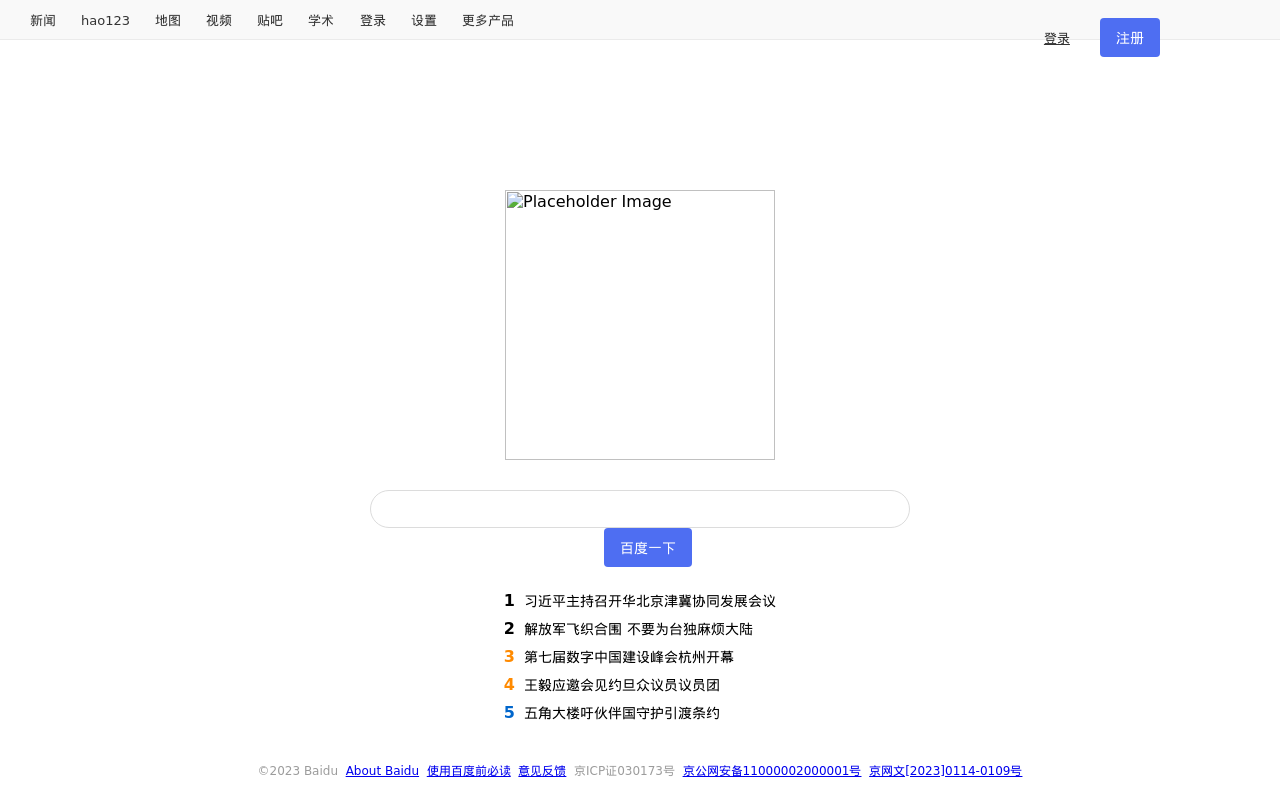 新闻 hao123 地图 视频 贴吧 学术 登录 设置 更多产品
登录 注册
Placeholder Image
百度一下
1 习近平主持召开华北京津冀协同发展会议
2 解放军飞织合围 不要为台独麻烦大陆
3 第七届数字中国建设峰会杭州开幕
4 王毅应邀会见约旦众议员议员团
5 五角大楼吁伙伴国守护引渡条约
©2023 Baidu About Baidu 使用百度前必读 意见反馈 京ICP证030173号 京公网安备11000002000001号 京网文[2023]0114-0109号